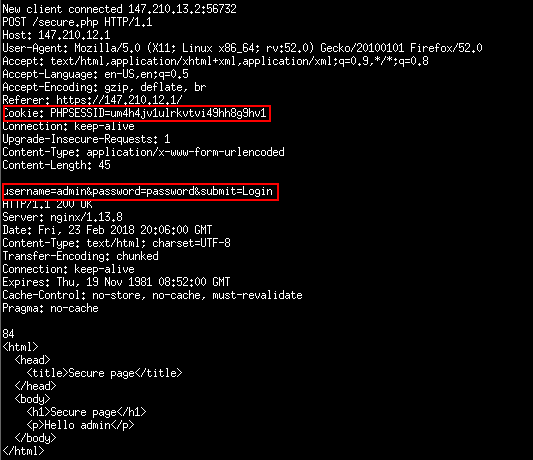 New client connected 147.210.13.2:56732
POST /secure.php HTTP/1.1
Host: 147.210.12.1
User-Agent: Mozilla/5.0 (X11; Linux x86_64; rv:52.0) Gecko/20100101 Firefox/52.0
Accept: text/html,application/xhtml+xml,application/xml;q=0.9,*/*;q=0.8
Accept-Language: en-US,en;q=0.5
Accept-Encoding: gzip, deflate, br
Referer: https://147.210.12.1/
Cookie: PHPSESSID=um4h4jv1ulrkvtvi49hh8g9hv1
Connection: keep-alive
Upgrade-Insecure-Requests: 1
Content-Type: application/x-www-form-urlencoded
Content-Length: 45
username=admin&password=password&submit=Login
HTTP/1.1 200 OK
Server: nginx/1.13.8
Date: Fri, 23 Feb 2018 20:06:00 GMT
Content-Type: text/html; charset=UTF-8
Transfer-Encoding: chunked
Connection: keep-alive
Expires: Thu, 19 Nov 1981 08:52:00 GMT
Cache-Control: no-store, no-cache, must-revalidate
Pragma: no-cache
84
<html>
<head>
<title>Secure page</title>
</head>
<body>
<h1>Secure page</h1>
<p>Hello admin</p>
</body>
</html>